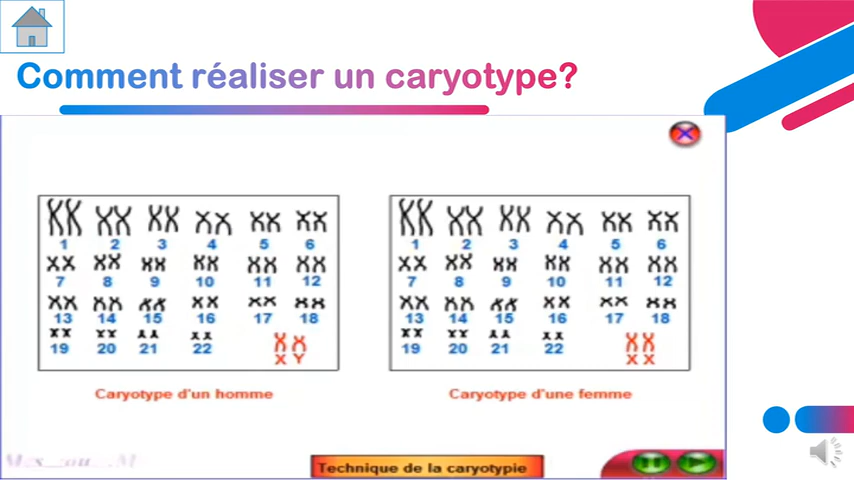 Comment réaliser un caryotype?
1 2 3 4 5 6
7 8 9 10 11 12
13 14 15 16 17 18
19 20 21 22 X Y
Caryotype d'un homme
1 2 3 4 5 6
7 8 9 10 11 12
13 14 15 16 17 18
19 20 21 22 X X
Caryotype d'une femme
Technique de la caryotypie